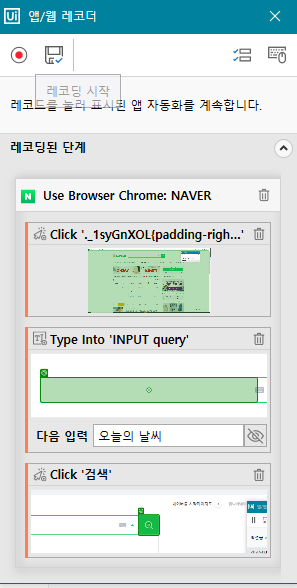 Ui 앱/웹 레코더
레코딩 시작
레코드를 눌러 표시된 앱 자동화를 계속합니다.
레코딩된 단계
N Use Browser Chrome: NAVER
Click '._1syGnXOL{padding-righ...'
Type Into 'INPUT query'
다음 입력 오늘의 날씨
Click '검색'